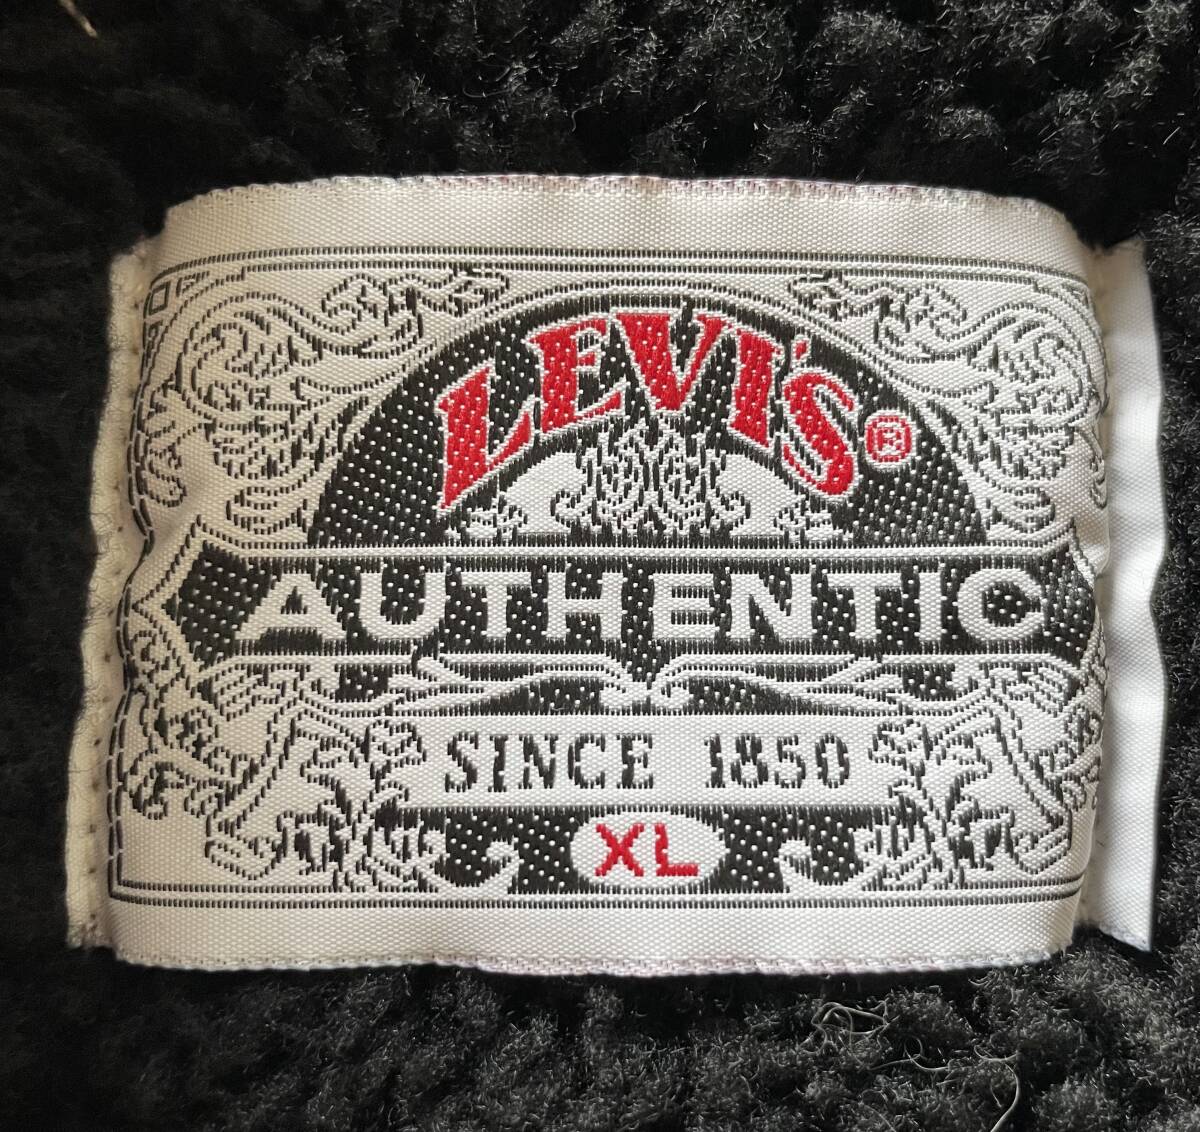 LEVI'S®
AUTHENTIC
SINCE 1850
XL